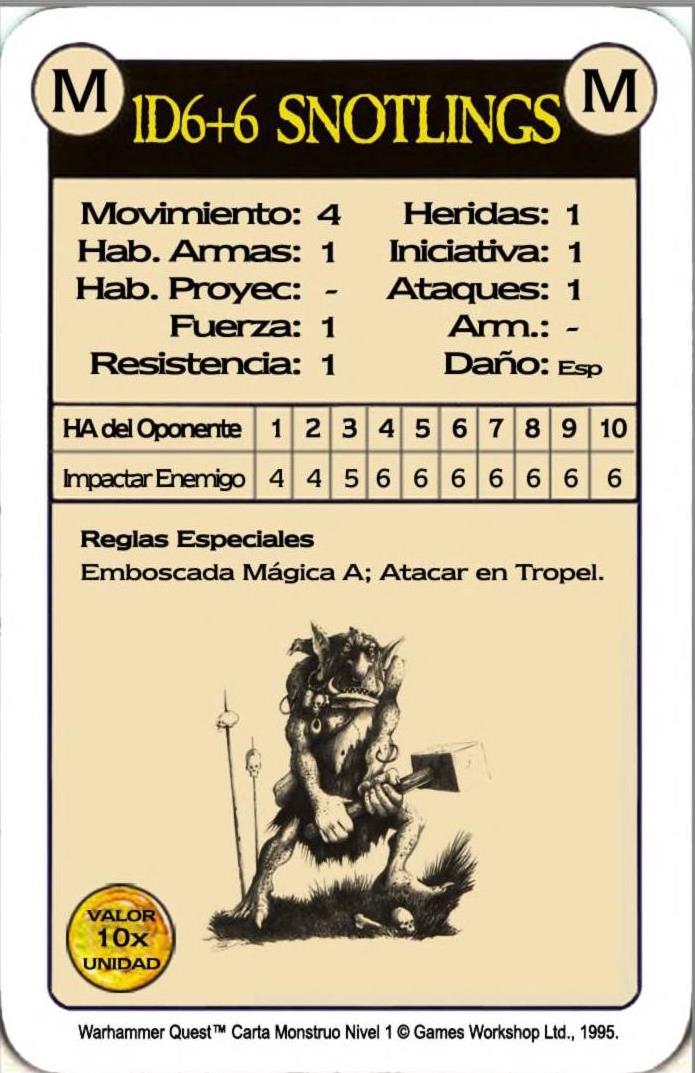 M 1D6+6 SNOTLINGS M
Movimiento: 4 Heridas: 1
Hab. Armas: 1 Iniciativa: 1
Hab. Proyec: - Ataques: 1
Fuerza: 1 Arm.: -
Resistencia: 1 Daño: Esp
HA del Oponente 1 2 3 4 5 6 7 8 9 10
Impactar Enemigo 4 4 5 6 6 6 6 6 6 6
Reglas Especiales
Emboscada Mágica A; Atacar en Tropel.
VALOR
10x
UNIDAD
Warhammer Quest™ Carta Monstruo Nivel 1 © Games Workshop Ltd., 1995.